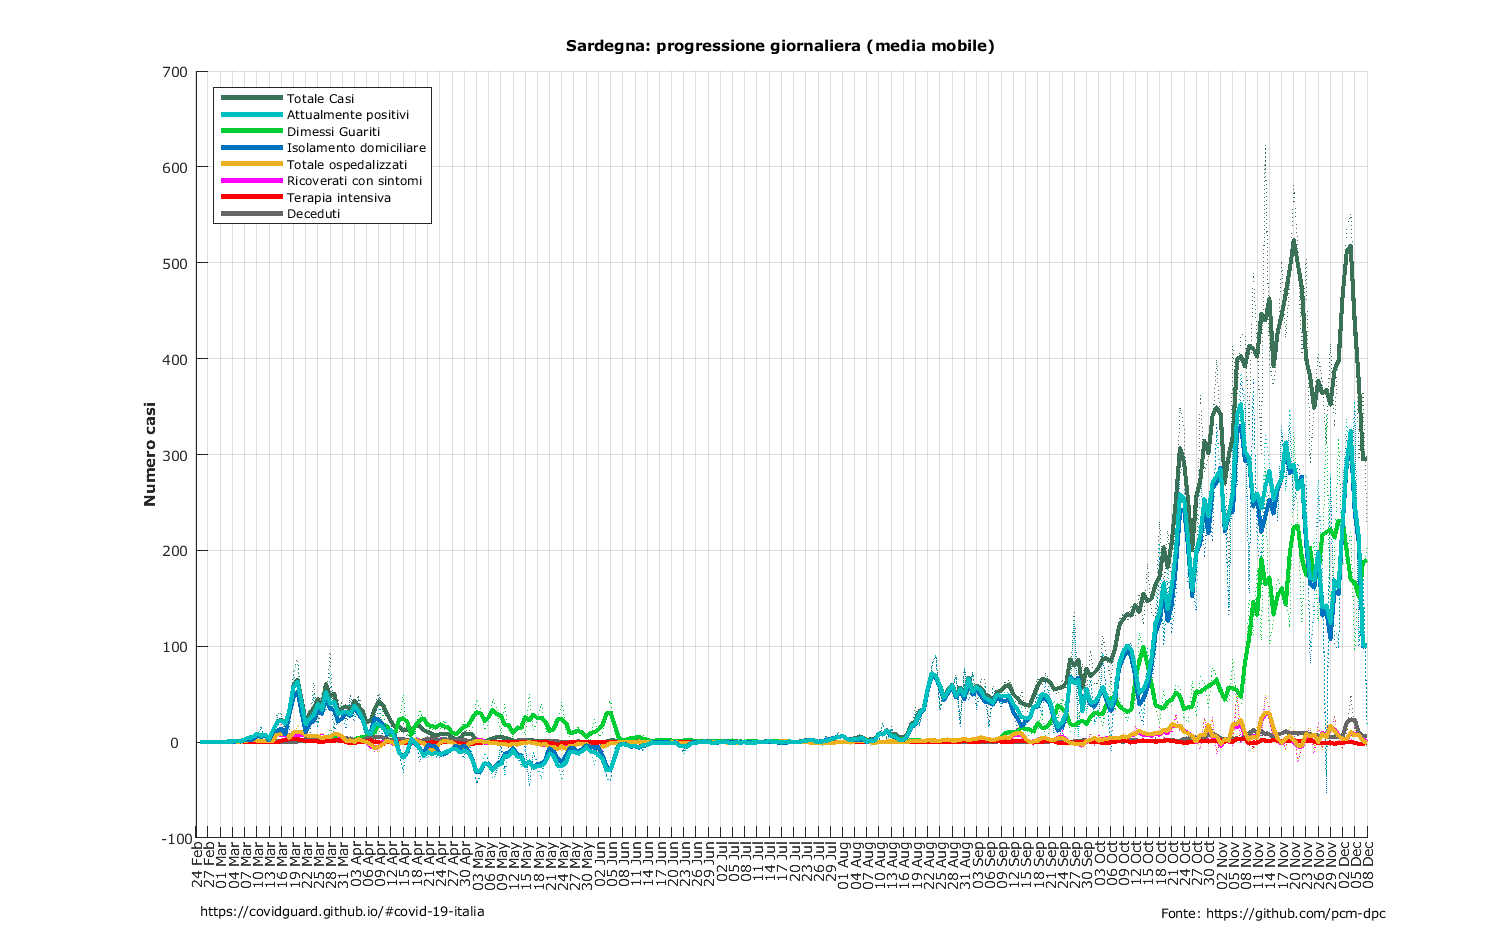 Sardegna: progressione giornaliera (media mobile)
700
600
500
400
300
200
100
0
-100
Numero casi
Totale Casi
Attualmente positivi
Dimessi Guariti
Isolamento domiciliare
Totale ospedalizzati
Ricoverati con sintomi
Terapia intensiva
Deceduti
24 Feb
27 Feb
01 Mar
04 Mar
07 Mar
10 Mar
13 Mar
16 Mar
19 Mar
22 Mar
25 Mar
28 Mar
31 Mar
03 Apr
06 Apr
09 Apr
12 Apr
15 Apr
18 Apr
21 Apr
24 Apr
27 Apr
30 Apr
03 May
06 May
09 May
12 May
15 May
18 May
21 May
24 May
27 May
30 May
02 Jun
05 Jun
08 Jun
11 Jun
14 Jun
17 Jun
20 Jun
23 Jun
26 Jun
29 Jun
02 Jul
05 Jul
08 Jul
11 Jul
14 Jul
17 Jul
20 Jul
23 Jul
26 Jul
29 Jul
01 Aug
04 Aug
07 Aug
10 Aug
13 Aug
16 Aug
19 Aug
22 Aug
25 Aug
28 Aug
31 Aug
03 Sep
06 Sep
09 Sep
12 Sep
15 Sep
18 Sep
21 Sep
24 Sep
27 Sep
30 Sep
03 Oct
06 Oct
09 Oct
12 Oct
15 Oct
18 Oct
21 Oct
24 Oct
27 Oct
30 Oct
02 Nov
05 Nov
08 Nov
11 Nov
14 Nov
17 Nov
20 Nov
23 Nov
26 Nov
29 Nov
02 Dec
05 Dec
08 Dec
https://covidguard.github.io/#covid-19-italia
Fonte: https://github.com/pcm-dpc